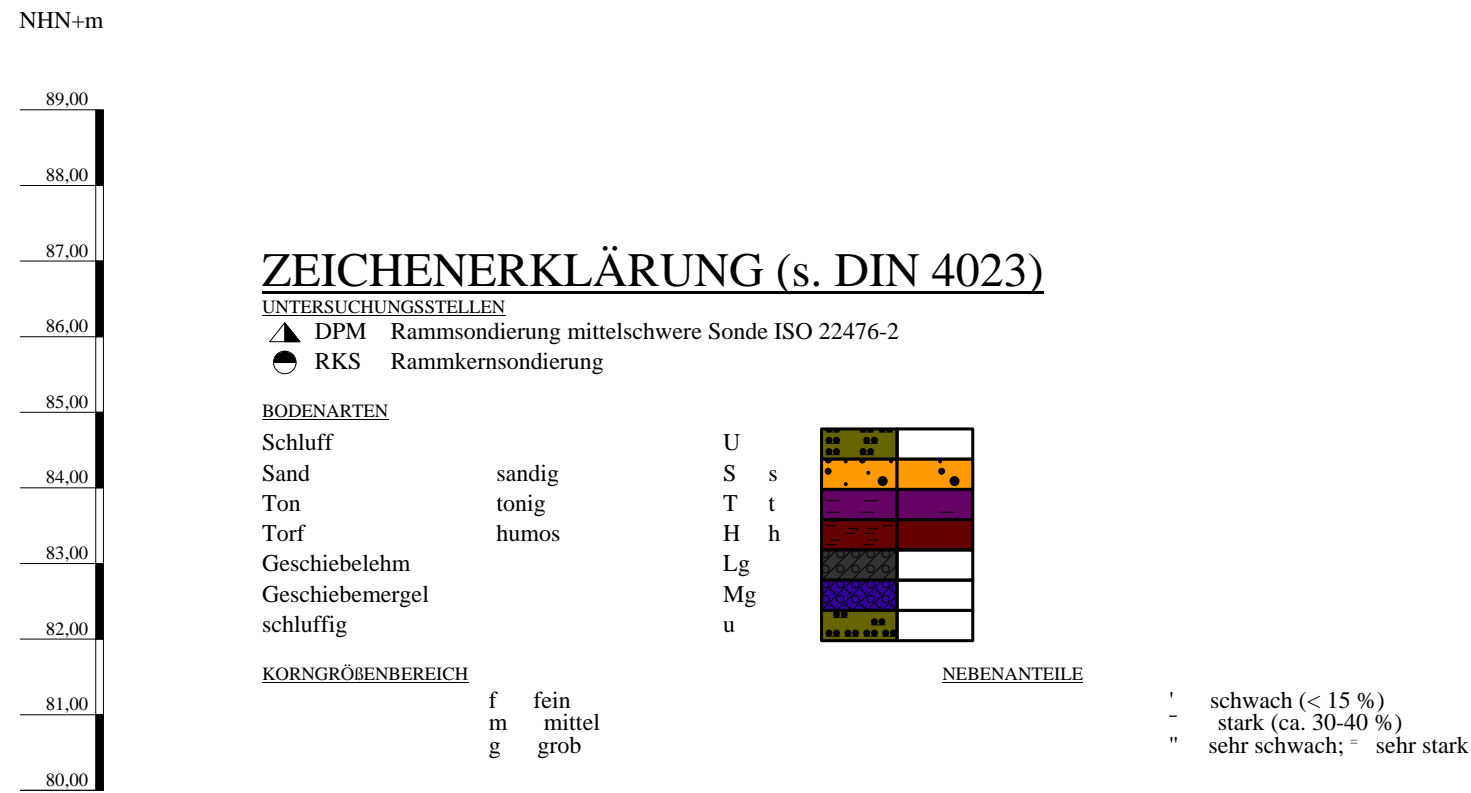 NHN+m
89,00
88,00
87,00
86,00
85,00
84,00
83,00
82,00
81,00
80,00
ZEICHENERKLÄRUNG (s. DIN 4023)
UNTERSUCHUNGSSTELLEN
DPM Rammsondierung mittelschwere Sonde ISO 22476-2
RKS Rammkernsondierung
BODENARTEN
Schluff U
Sand sandig S s
Ton tonig T t
Torf humos H h
Geschiebelehm Lg
Geschiebemergel Mg
schluffig u
KORNGRÖßENBEREICH
f fein
m mittel
g grob
NEBENANTEILE
' schwach (< 15 %)
- stark (ca. 30-40 %)
" sehr schwach; = sehr stark